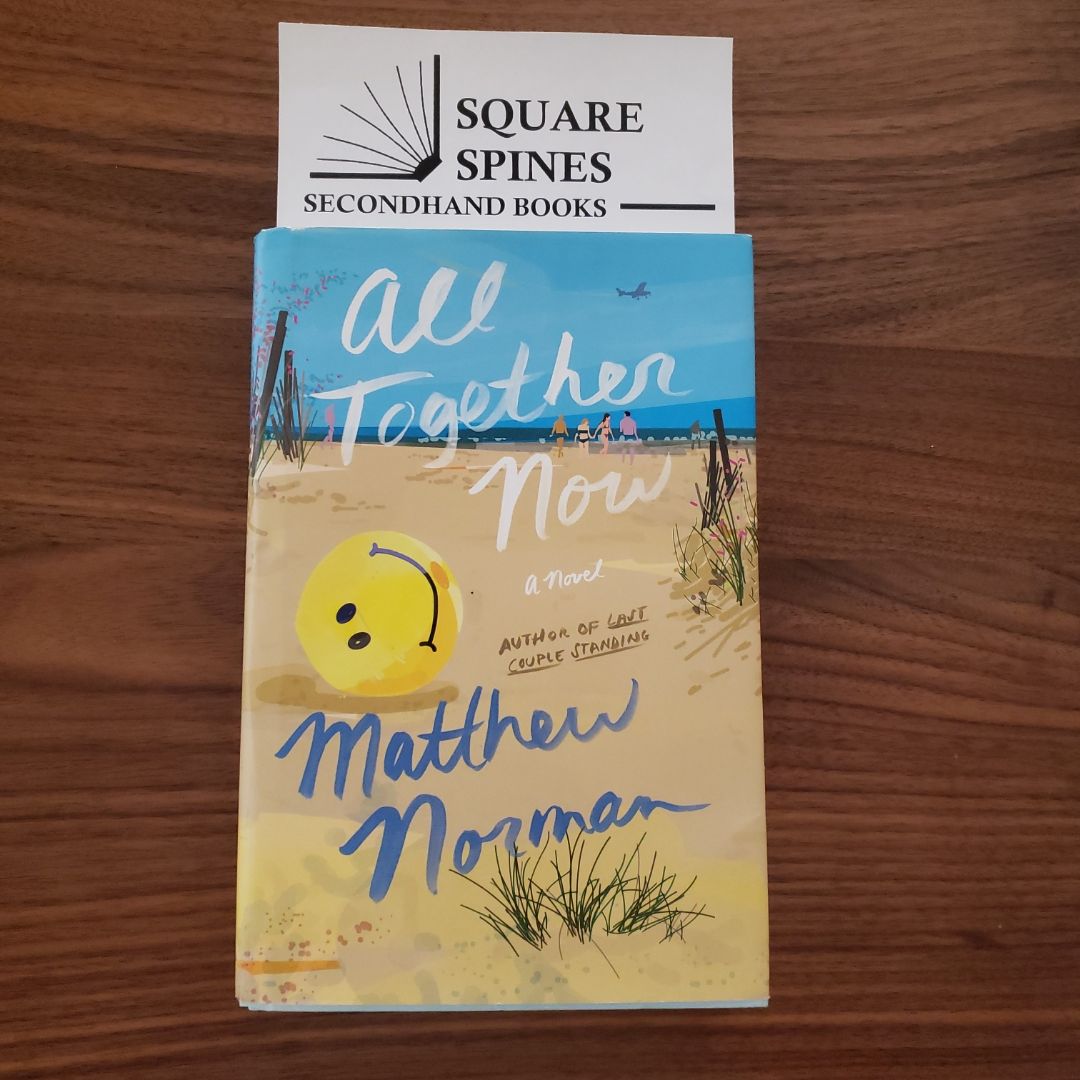 SQUARE
SPINES
SECONDHAND BOOKS
All
Together
Now
a Novel
AUTHOR OF LAST
COUPLE STANDING
Matthew
Norman